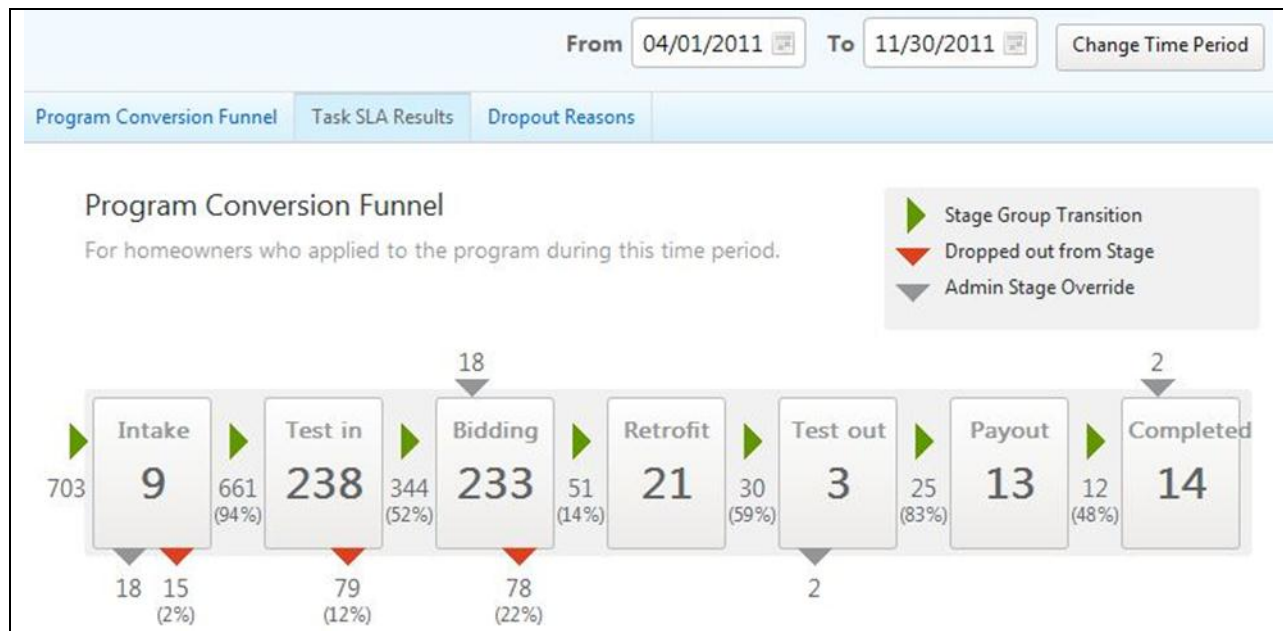 From 04/01/2011 To 11/30/2011 Change Time Period
Program Conversion Funnel Task SLA Results Dropout Reasons
Program Conversion Funnel
For homeowners who applied to the program during this time period.
Stage Group Transition
Dropped out from Stage
Admin Stage Override
18 2
Intake Test in Bidding Retrofit Test out Payout Completed
703 9 661 238 344 233 51 21 30 3 25 13 12 14
(94%) (52%) (14%) (59%) (83%) (48%)
18 15 79 78 2
(2%) (12%) (22%)